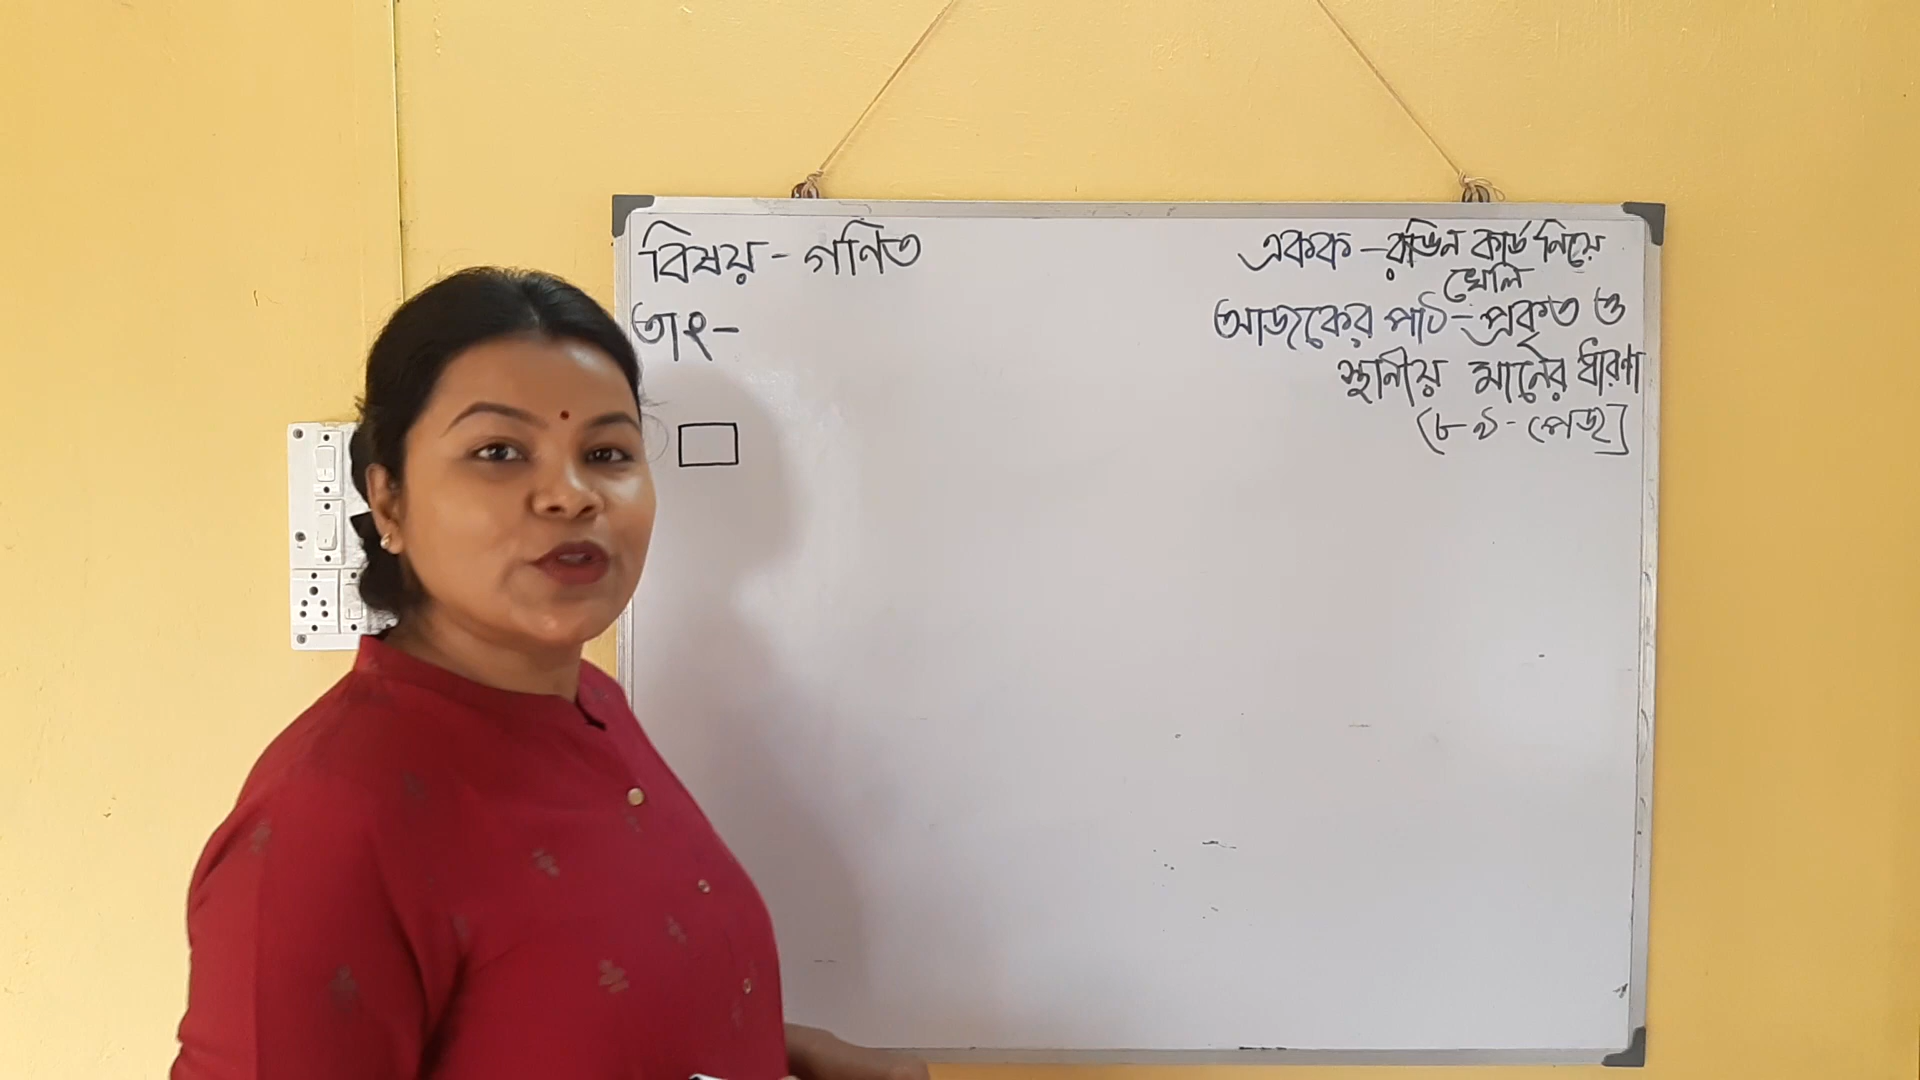 বিষয় - গণিত
তাং-
একক - রঙিন কার্ড নিয়ে
খেলি
আজকের পাঠ - প্রকৃত ও
স্থানীয় মানের ধারণা
[৮-৯ - পেজ]